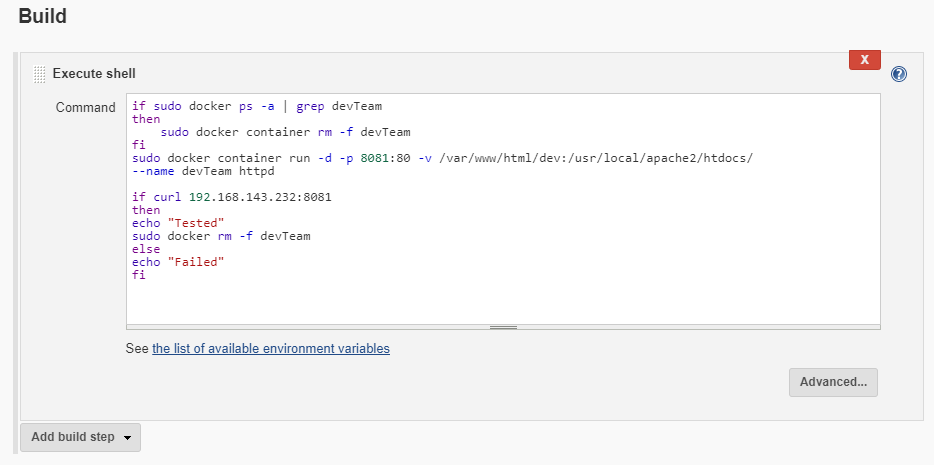 Build
X
Execute shell
?
Command
if sudo docker ps -a | grep devTeam
then
    sudo docker container rm -f devTeam
fi
sudo docker container run -d -p 8081:80 -v /var/www/html/dev:/usr/local/apache2/htdocs/
--name devTeam httpd

if curl 192.168.143.232:8081
then
echo "Tested"
sudo docker rm -f devTeam
else
echo "Failed"
fi
See the list of available environment variables
Advanced...
Add build step